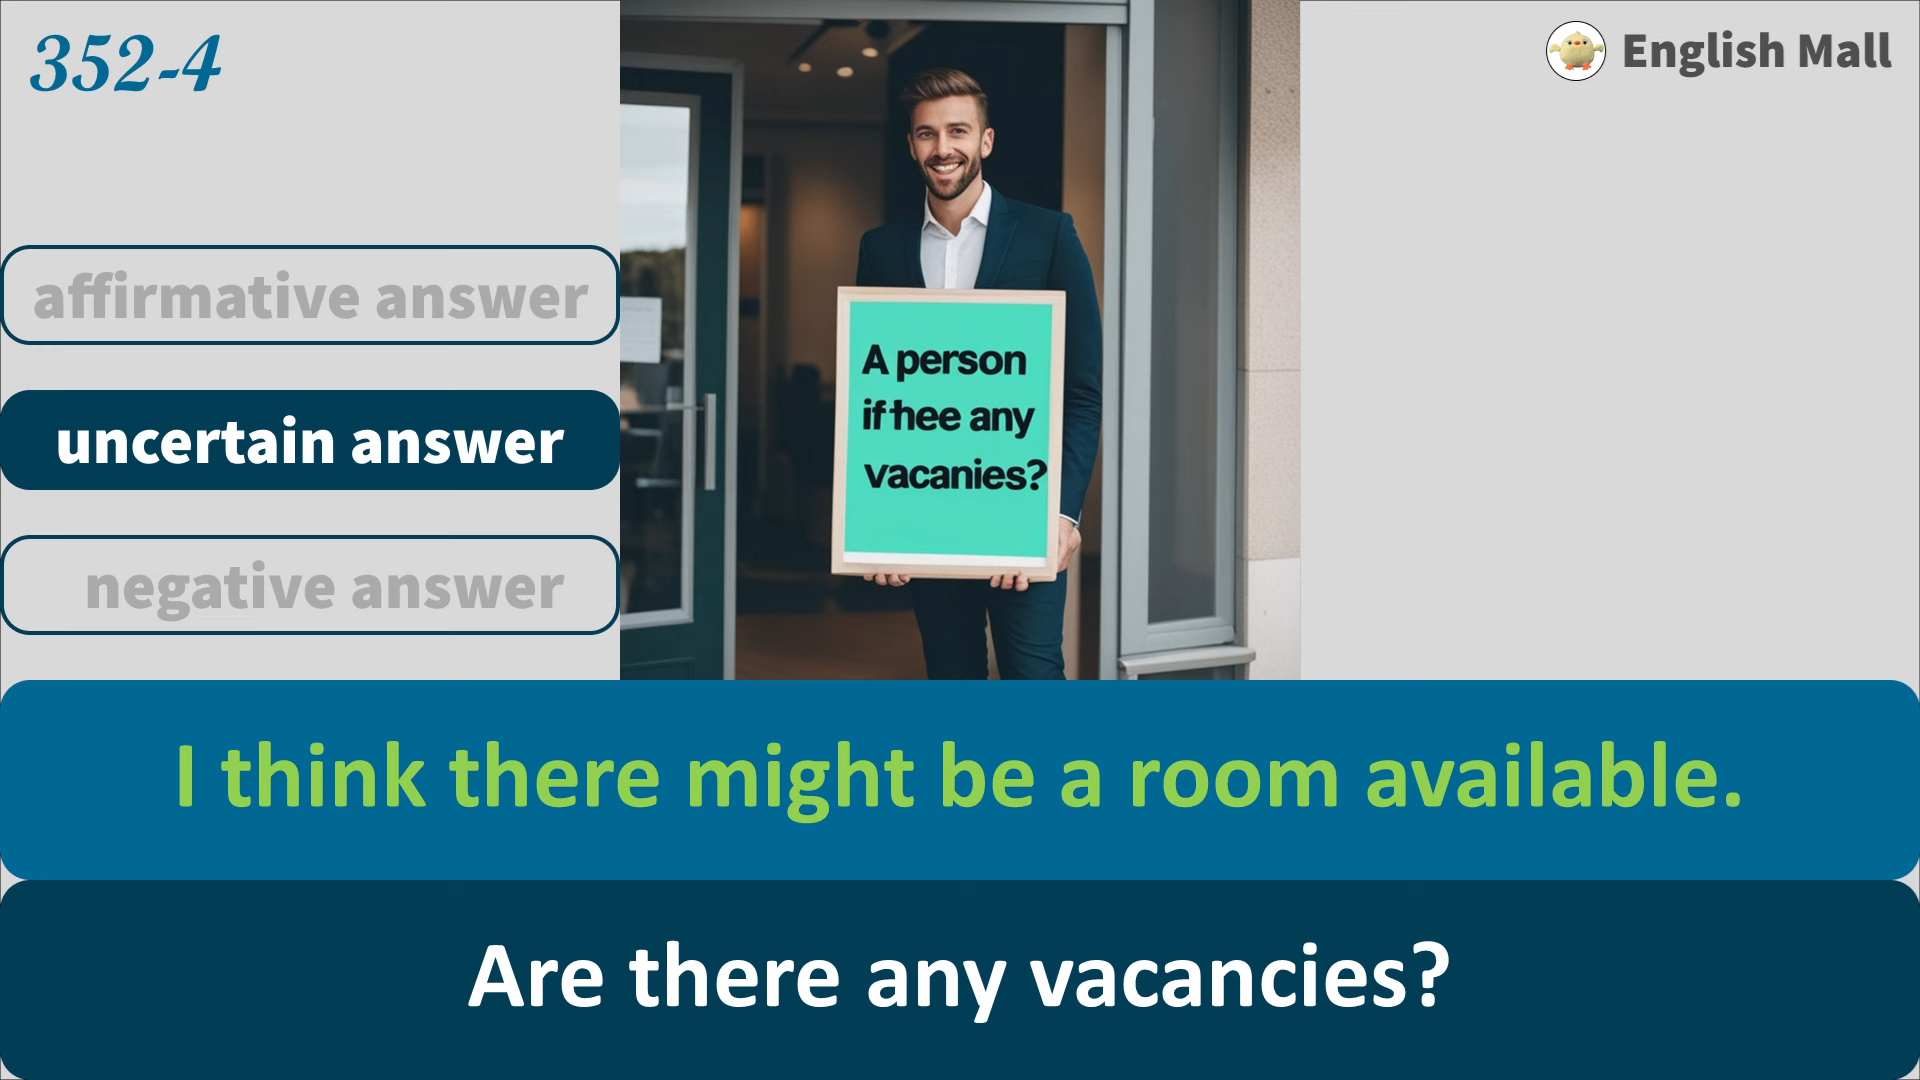 352-4
English Mall
affirmative answer
uncertain answer
negative answer
A person
if hee any
vacanies?
I think there might be a room available.
Are there any vacancies?